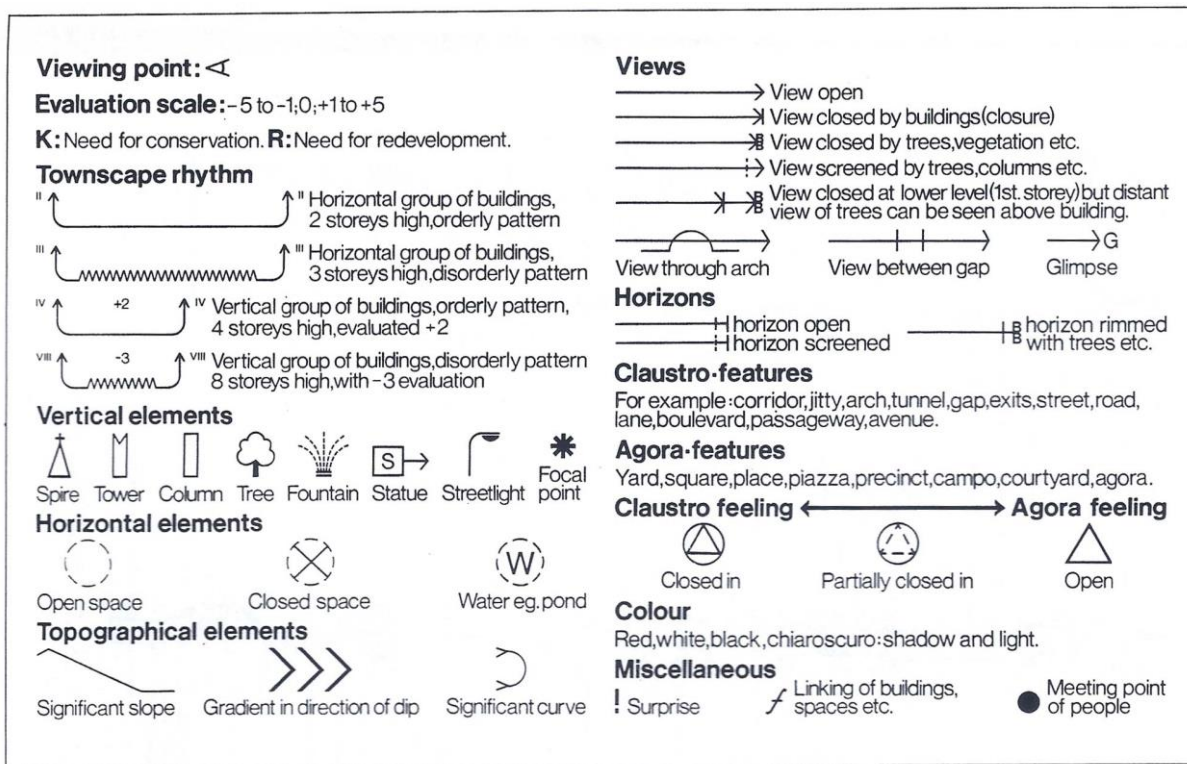 Viewing point:
Evaluation scale:-5 to -1;0;+1 to +5
K: Need for conservation. R: Need for redevelopment.
Townscape rhythm
II II Horizontal group of buildings,
2 storeys high,orderly pattern
III III Horizontal group of buildings,
3 storeys high,disorderly pattern
IV +2 IV Vertical group of buildings,orderly pattern,
4 storeys high,evaluated +2
VIII -3 VIII Vertical group of buildings,disorderly pattern
8 storeys high,with -3 evaluation
Vertical elements
S
Spire Tower Column Tree Fountain Statue Streetlight Focal point
Horizontal elements
W
Open space Closed space Water eg.pond
Topographical elements
Significant slope Gradient in direction of dip Significant curve
Views
View open
View closed by buildings(closure)
B View closed by trees,vegetation etc.
View screened by trees,columns etc.
B B View closed at lower level(1st.storey)but distant
view of trees can be seen above building.
G
View through arch View between gap Glimpse
Horizons
horizon open
horizon screened
B B horizon rimmed
with trees etc.
Claustro-features
For example:corridor,jitty,arch,tunnel,gap,exits,street,road,
lane,boulevard,passageway,avenue.
Agora-features
Yard,square,place,piazza,precinct,campo,courtyard,agora.
Claustro feeling Agora feeling
Closed in Partially closed in Open
Colour
Red,white,black,chiaroscuro:shadow and light.
Miscellaneous
! Surprise
f Linking of buildings,
spaces etc.
Meeting point
of people